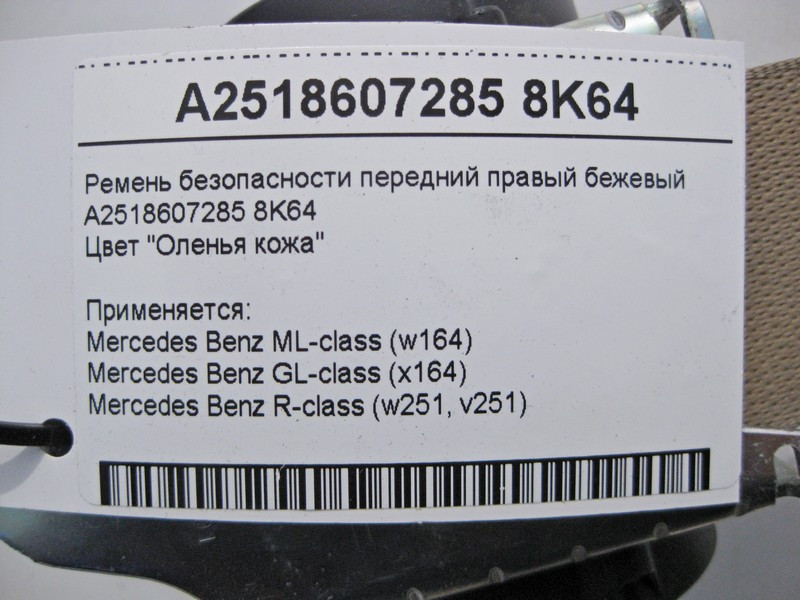 A2518607285 8K64
Ремень безопасности передний правый бежевый
A2518607285 8K64
Цвет "Оленья кожа"
Применяется:
Mercedes Benz ML-class (w164)
Mercedes Benz GL-class (x164)
Mercedes Benz R-class (w251, v251)